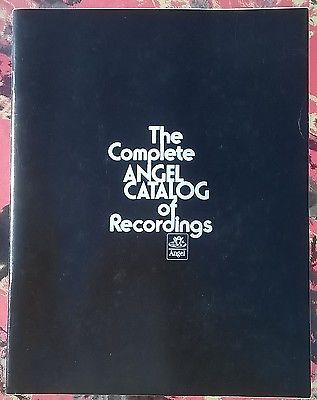 The
Complete
ANGEL
CATALOG
of
Recordings
Angel